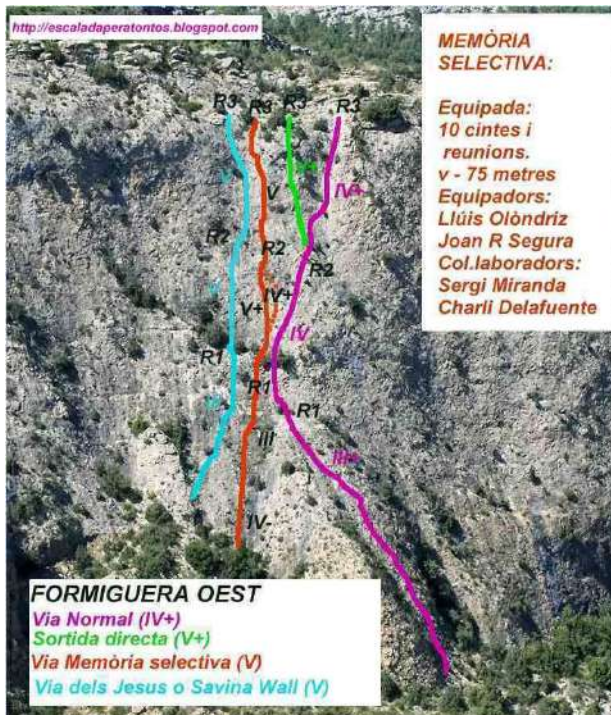 http://escaladaperatontos.blogspot.com
MEMÒRIA
SELECTIVA:
Equipada:
10 cintes i
reunions.
v - 75 metres
Equipadors:
Llúis Olòndriz
Joan R Segura
Col.laboradors:
Sergi Miranda
Charli Delafuente
R3
R3
R3
R3
V
V
V+
IV+
R2
R2
R2
V
V+
IV+
IV
R1
R1
R1
III
IV-
FORMIGUERA OEST
Via Normal (IV+)
Sortida directa (V+)
Via Memòria selectiva (V)
Via dels Jesus o Savina Wall (V)